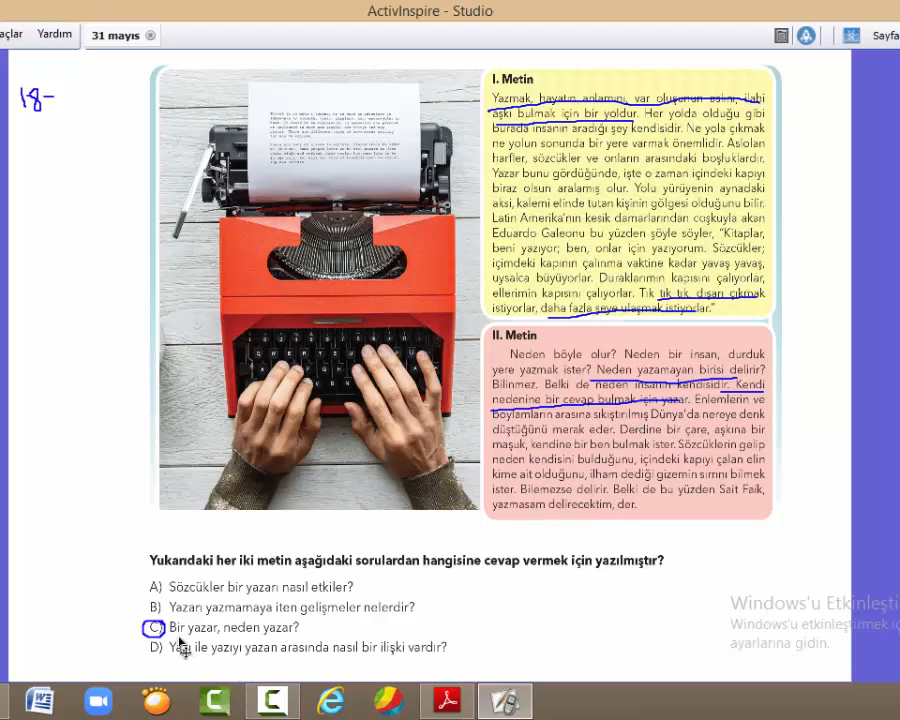 ActivInspire - Studio
açlar Yardım 31 mayıs Sayfa
18-
I. Metin
Yazmak, hayatın anlamını, var oluşunun aslını, ilahi
aşkı bulmak için bir yoldur. Her yolda olduğu gibi
burada insanın aradığı şey kendisidir. Ne yola çıkmak
ne yolun sonunda bir yere varmak önemlidir. Aslolan
harfler, sözcükler ve onların arasındaki boşluklardır.
Yazar bunu gördüğünde, işte o zaman içindeki kapıyı
biraz olsun aralamış olur. Yolu yürüyenin aynadaki
aksi, kalemi elinde tutan kişinin gölgesi olduğunu bilir.
Latin Amerika'nın kesik damarlarından coşkuyla akan
Eduardo Galeonu bu yüzden şöyle söyler, "Kitaplar,
beni yazıyor; ben, onlar için yazıyorum. Sözcükler;
içimdeki kapının çalınma vaktine kadar yavaş yavaş,
uysalca büyüyorlar. Duraklarımın kapısını çalıyorlar,
ellerimin kapısını çalıyorlar. Tık tık tık dışarı çıkmak
istiyorlar, daha fazla şeye ulaşmak istiyorlar."
II. Metin
Neden böyle olur? Neden bir insan, durduk
yere yazmak ister? Neden yazamayan birisi delirir?
Bilinmez. Belki de neden insanın kendisidir. Kendi
nedenine bir cevap bulmak için yazar. Enlemlerin ve
boylamların arasına sıkıştırılmış Dünya'da nereye denk
düştüğünü merak eder. Derdine bir çare, aşkına bir
maşuk, kendine bir ben bulmak ister. Sözcüklerin gelip
neden kendisini bulduğunu, içindeki kapıyı çalan elin
kime ait olduğunu, ilham dediği gizemin sırrını bilmek
ister. Bilemezse delirir. Belki de bu yüzden Sait Faik,
yazmasam delirecektim, der.
Yukarıdaki her iki metin aşağıdaki sorulardan hangisine cevap vermek için yazılmıştır?
A) Sözcükler bir yazarı nasıl etkiler?
B) Yazarı yazmamaya iten gelişmeler nelerdir?
C) Bir yazar, neden yazar?
D) Yazı ile yazıyı yazan arasında nasıl bir ilişki vardır?
Windows'u Etkinleşti
Windows'u etkinleştirmek iç
ayarlarına gidin.